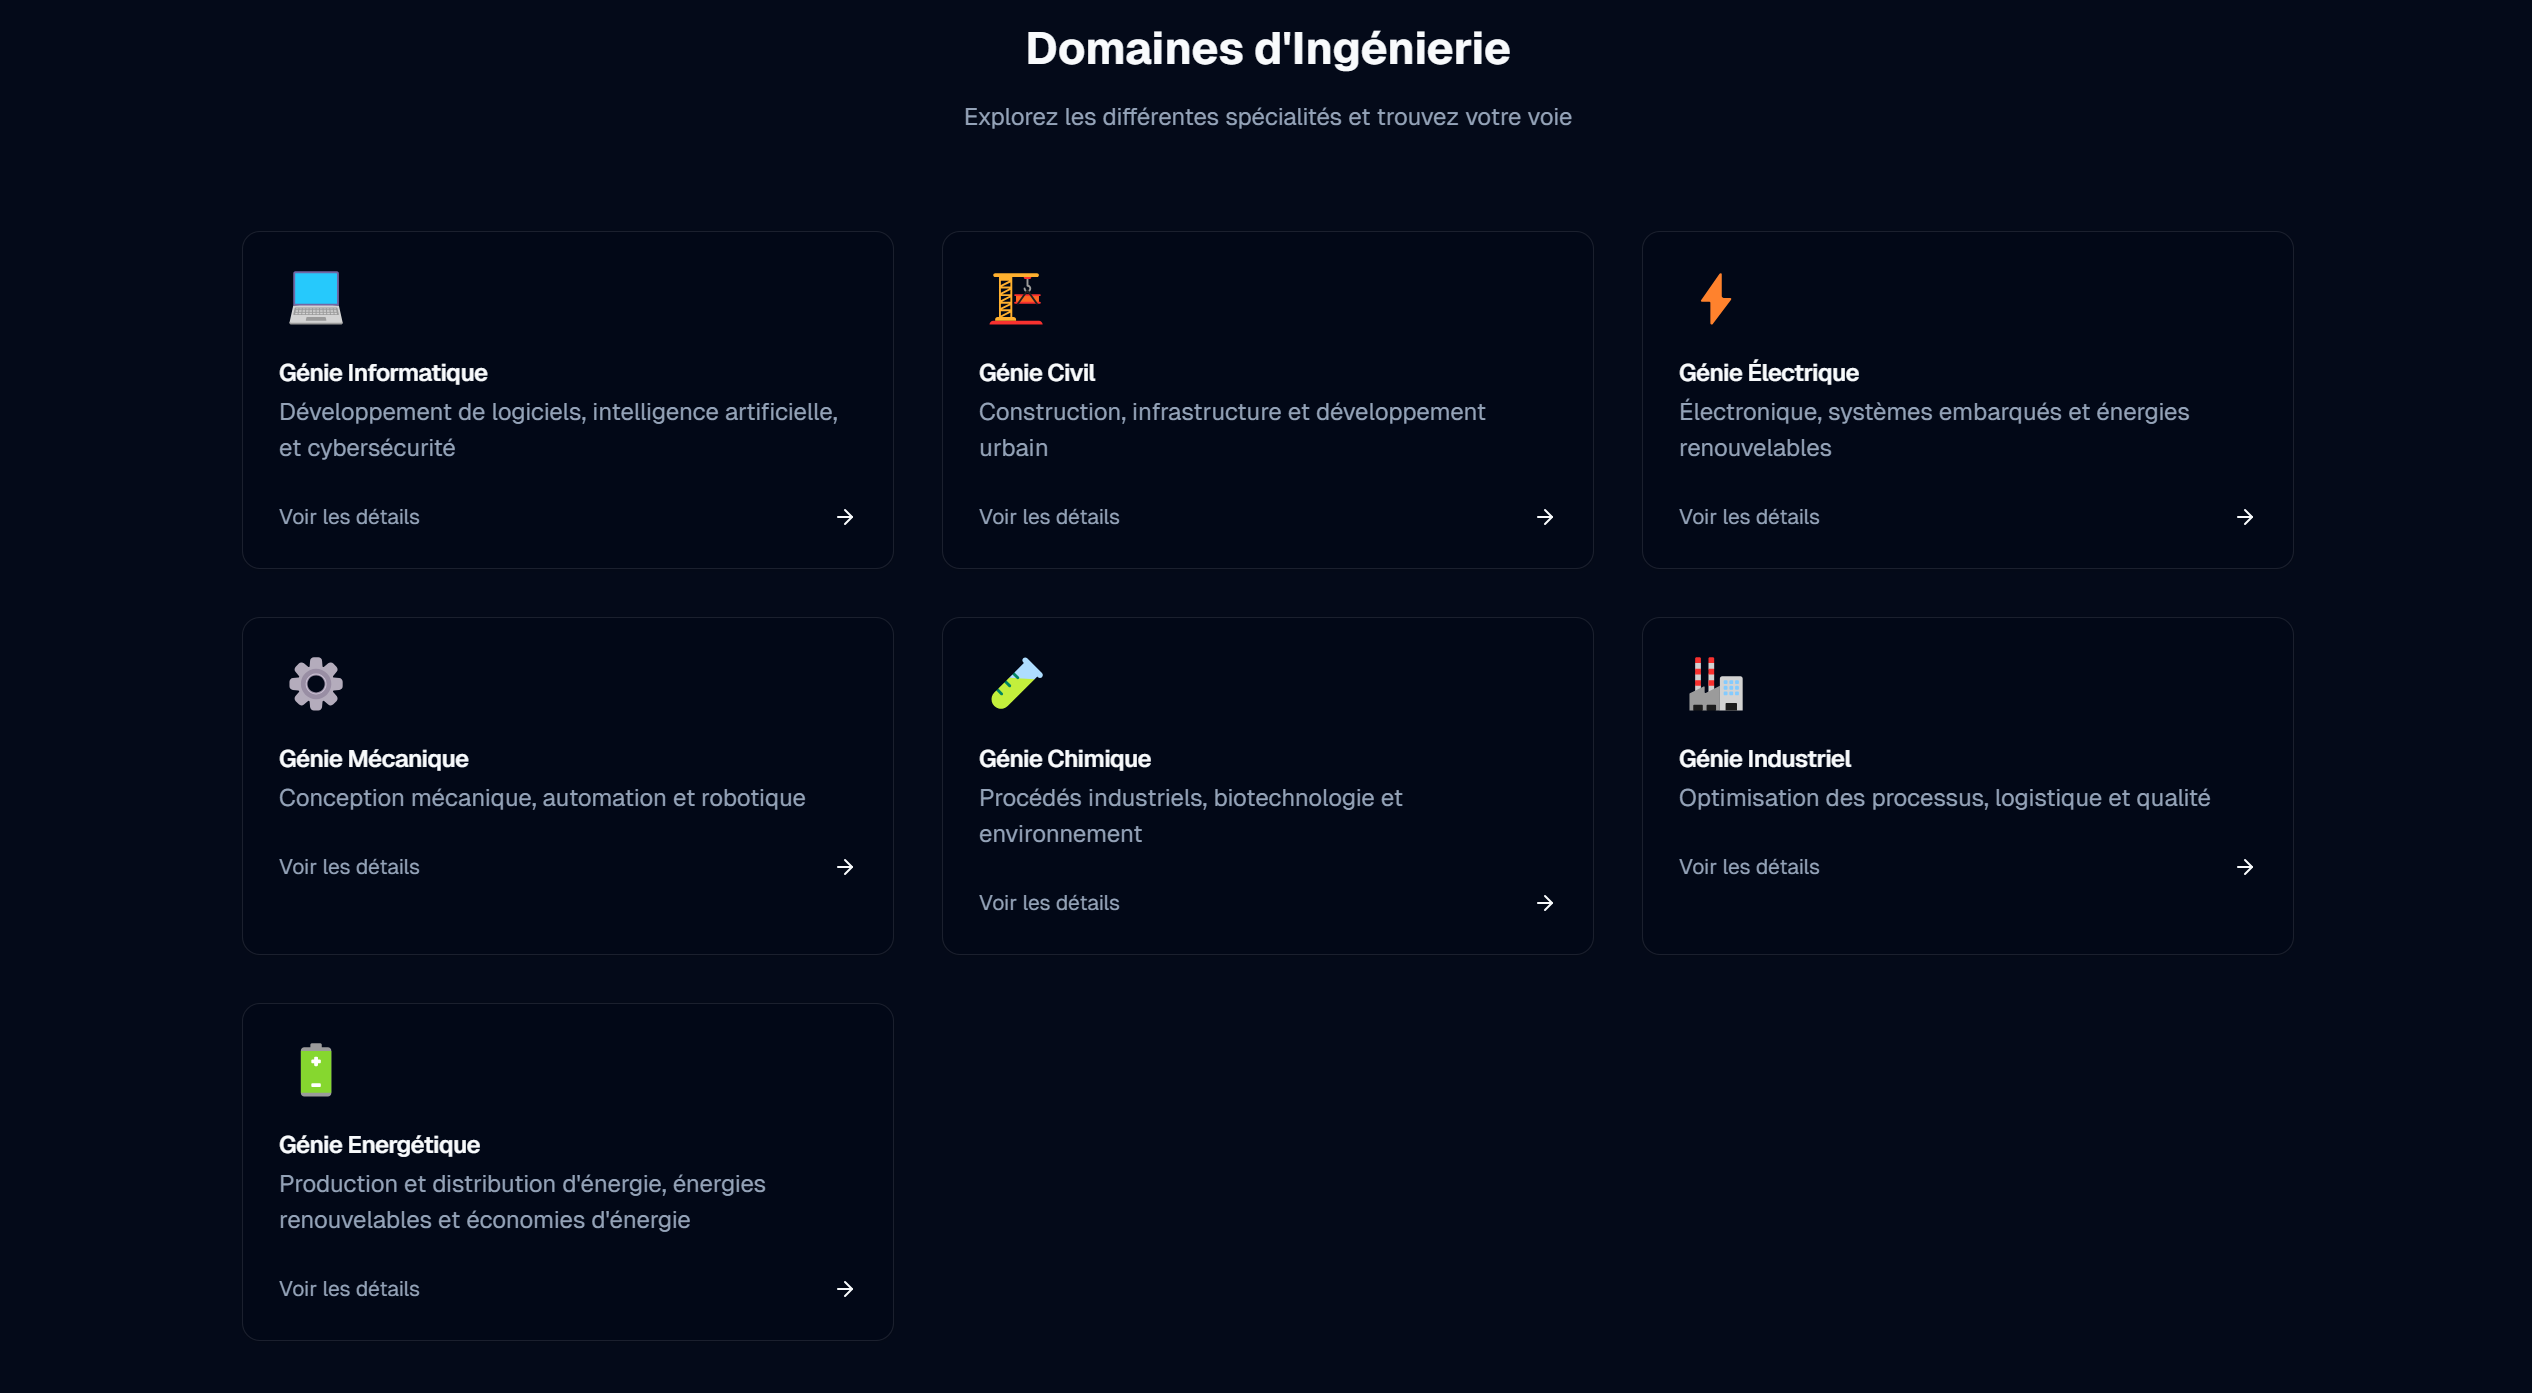 Domaines d'Ingénierie
Explorez les différentes spécialités et trouvez votre voie
Génie Informatique
Développement de logiciels, intelligence artificielle,
et cybersécurité
Voir les détails
Génie Civil
Construction, infrastructure et développement
urbain
Voir les détails
Génie Électrique
Électronique, systèmes embarqués et énergies
renouvelables
Voir les détails
Génie Mécanique
Conception mécanique, automation et robotique
Voir les détails
Génie Chimique
Procédés industriels, biotechnologie et
environnement
Voir les détails
Génie Industriel
Optimisation des processus, logistique et qualité
Voir les détails
Génie Energétique
Production et distribution d'énergie, énergies
renouvelables et économies d'énergie
Voir les détails